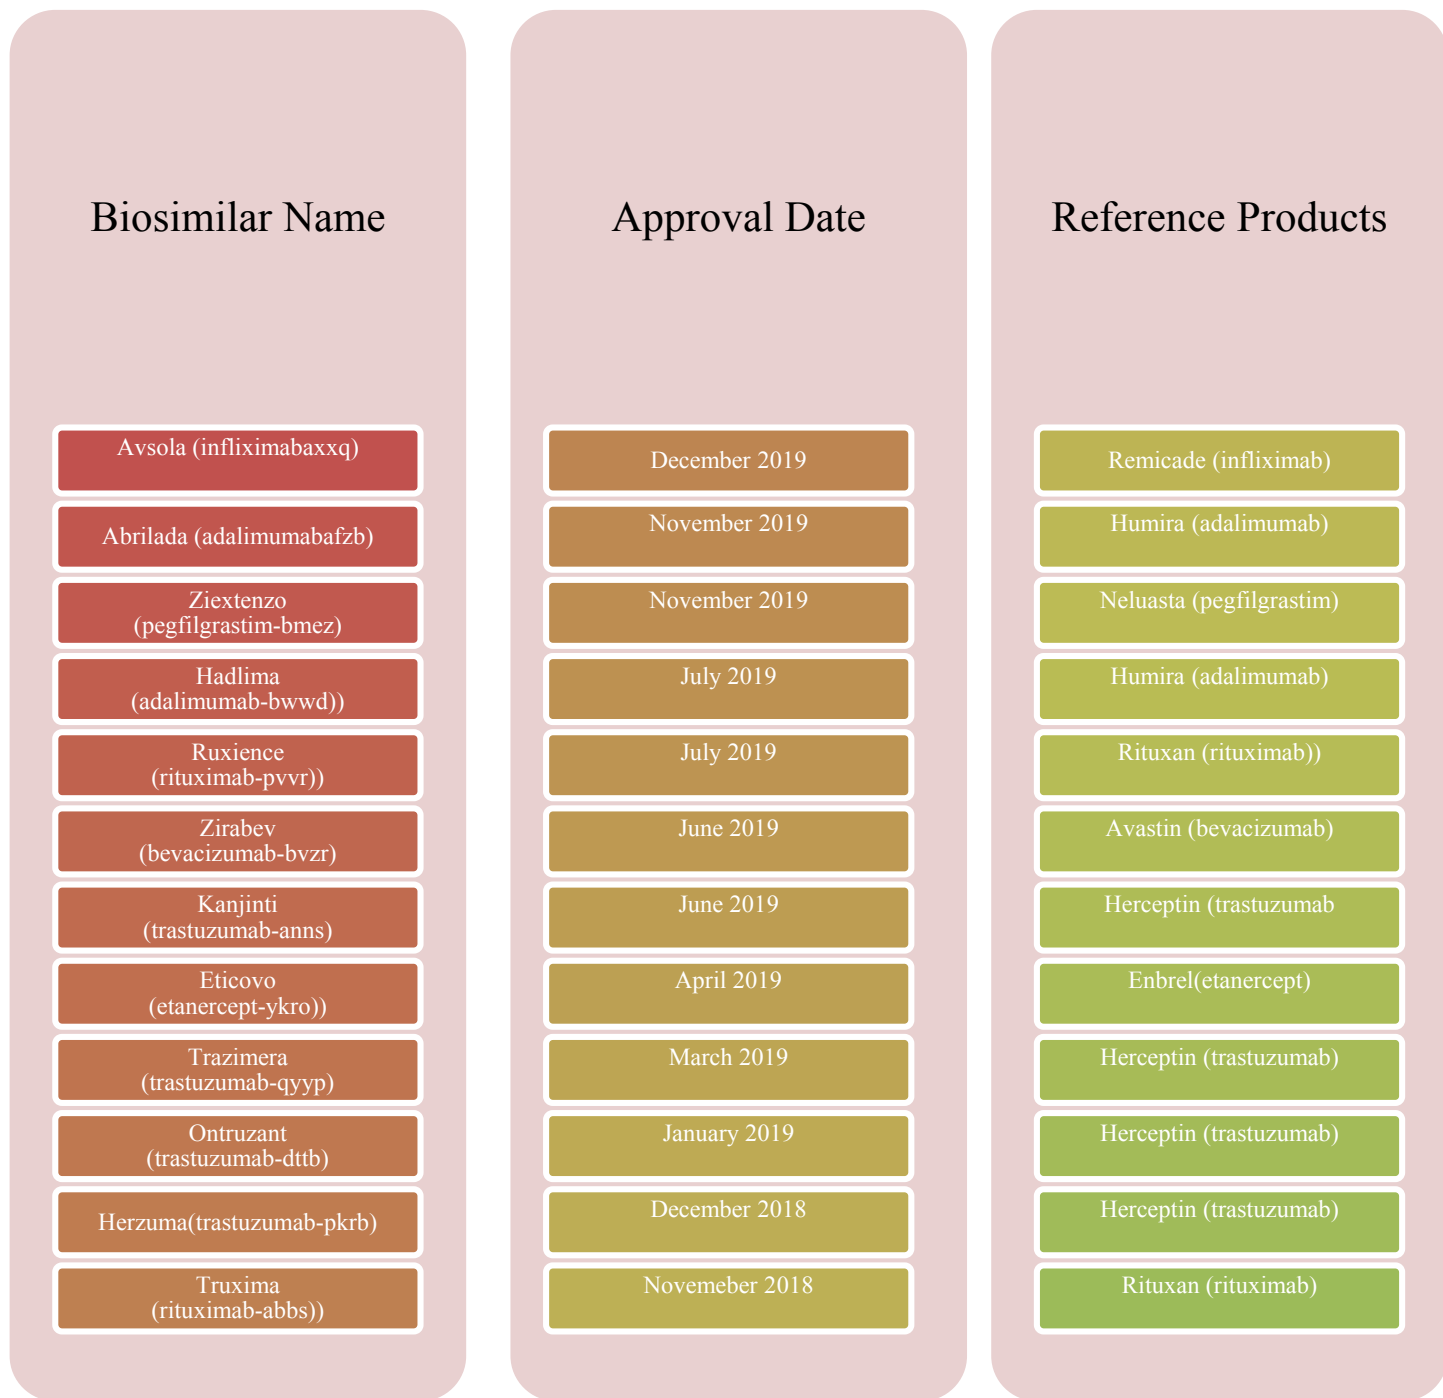 Biosimilar Name
Approval Date
Reference Products
Avsola (infliximabaxxq)
December 2019
Remicade (infliximab)
Abrilada (adalimumabafzb)
November 2019
Humira (adalimumab)
Ziextenzo
(pegfilgrastim-bmez)
November 2019
Neluasta (pegfilgrastim)
Hadlima
(adalimumab-bwwd))
July 2019
Humira (adalimumab)
Ruxience
(rituximab-pvvr))
July 2019
Rituxan (rituximab))
Zirabev
(bevacizumab-bvzr)
June 2019
Avastin (bevacizumab)
Kanjinti
(trastuzumab-anns)
June 2019
Herceptin (trastuzumab
Eticovo
(etanercept-ykro))
April 2019
Enbrel(etanercept)
Trazimera
(trastuzumab-qyyp)
March 2019
Herceptin (trastuzumab)
Ontruzant
(trastuzumab-dttb)
January 2019
Herceptin (trastuzumab)
Herzuma(trastuzumab-pkrb)
December 2018
Herceptin (trastuzumab)
Truxima
(rituximab-abbs))
Novemeber 2018
Rituxan (rituximab)